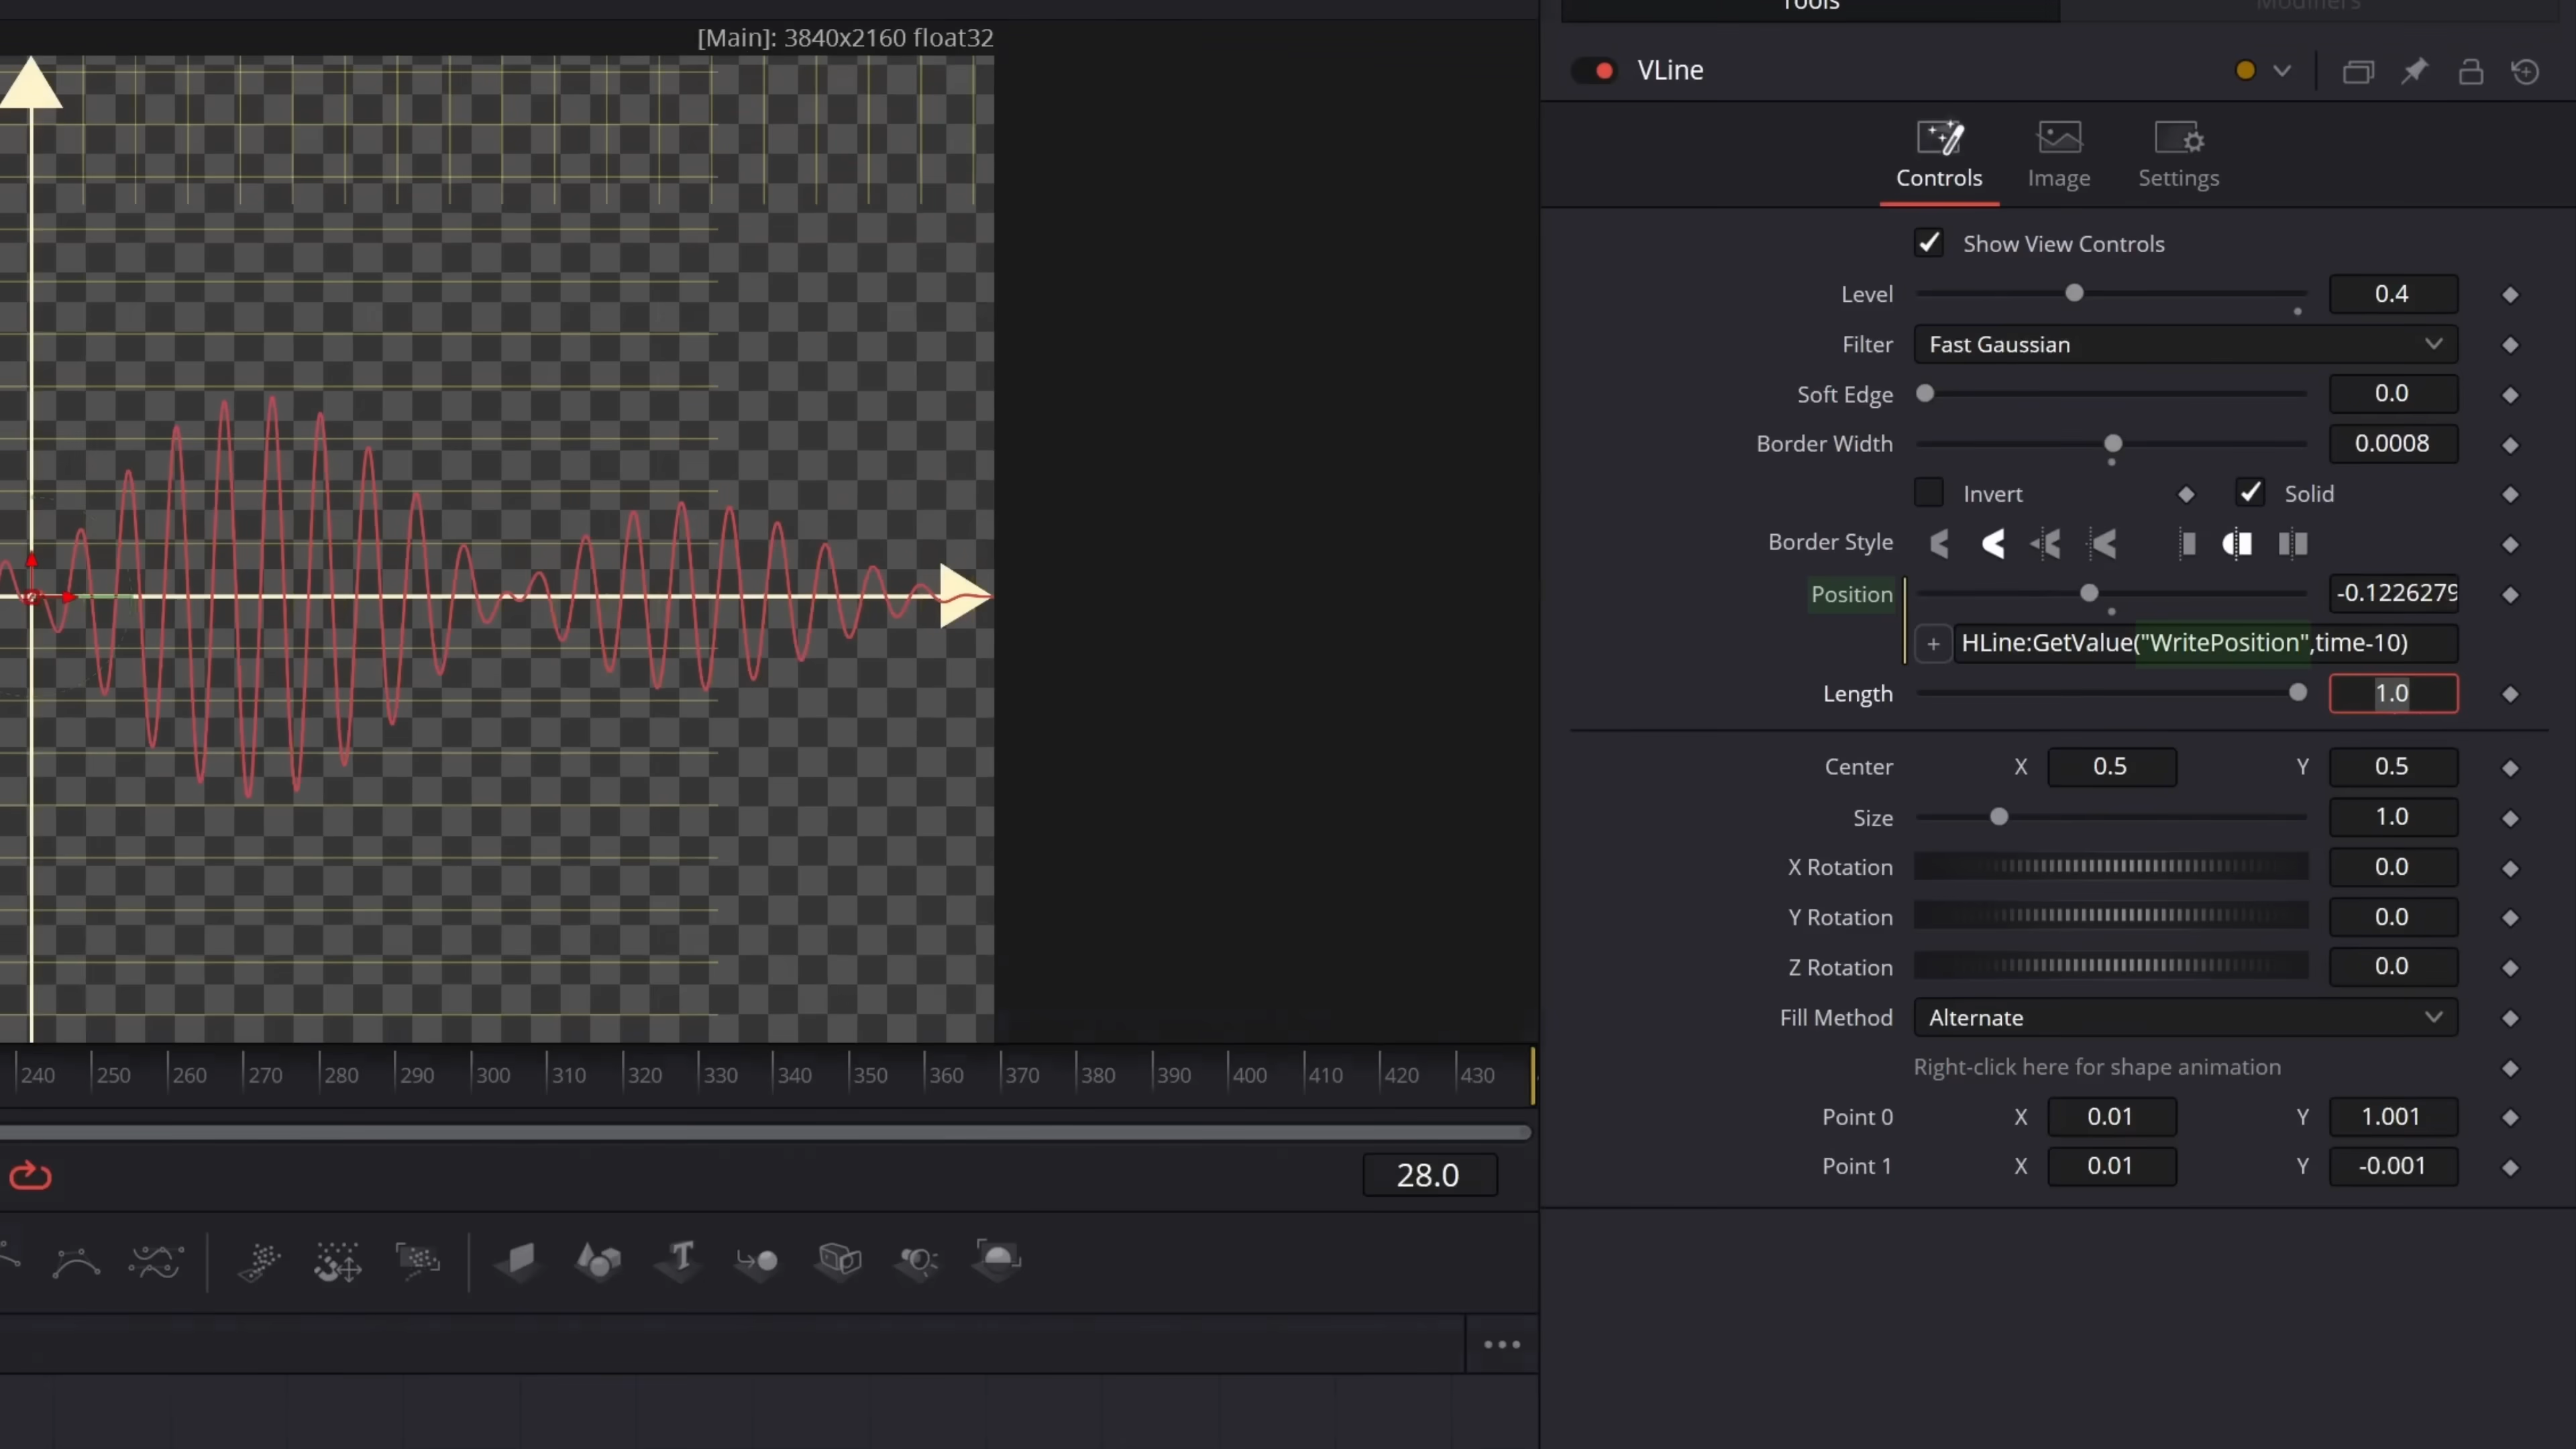 Tools
Modifiers
[Main]: 3840x2160 float32
VLine
Controls
Image
Settings
Show View Controls
Level 0.4
Filter Fast Gaussian
Soft Edge 0.0
Border Width 0.0008
Invert Solid
Border Style
Position -0.1226279
+ HLine:GetValue("WritePosition",time-10)
Length 1.0
Center X 0.5 Y 0.5
Size 1.0
X Rotation 0.0
Y Rotation 0.0
Z Rotation 0.0
Fill Method Alternate
Right-click here for shape animation
Point 0 X 0.01 Y 1.001
Point 1 X 0.01 Y -0.001
240 250 260 270 280 290 300 310 320 330 340 350 360 370 380 390 400 410 420 430
28.0